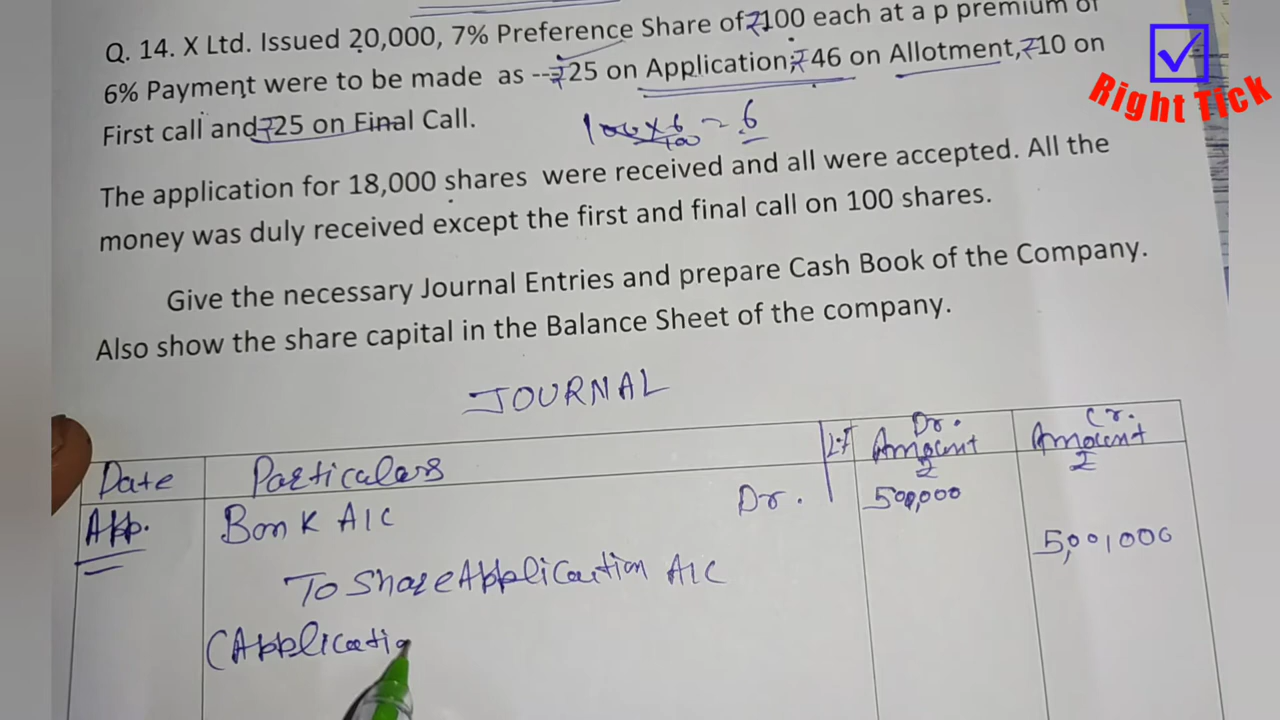 Q. 14. X Ltd. Issued 20,000, 7% Preference Share of ₹100 each at a p premium of
6% Payment were to be made as --₹25 on Application,₹46 on Allotment,₹10 on
First call and ₹25 on Final Call.
100 × 6/100 = 6
The application for 18,000 shares were received and all were accepted. All the
money was duly received except the first and final call on 100 shares.
Give the necessary Journal Entries and prepare Cash Book of the Company.
Also show the share capital in the Balance Sheet of the company.
JOURNAL
Date Particulars L.F Dr. Amount ₹ Cr. Amount ₹
App. Bank A/C Dr. 500,000
To Share Application A/C 5,00,000
(Applicatio
Right Tick